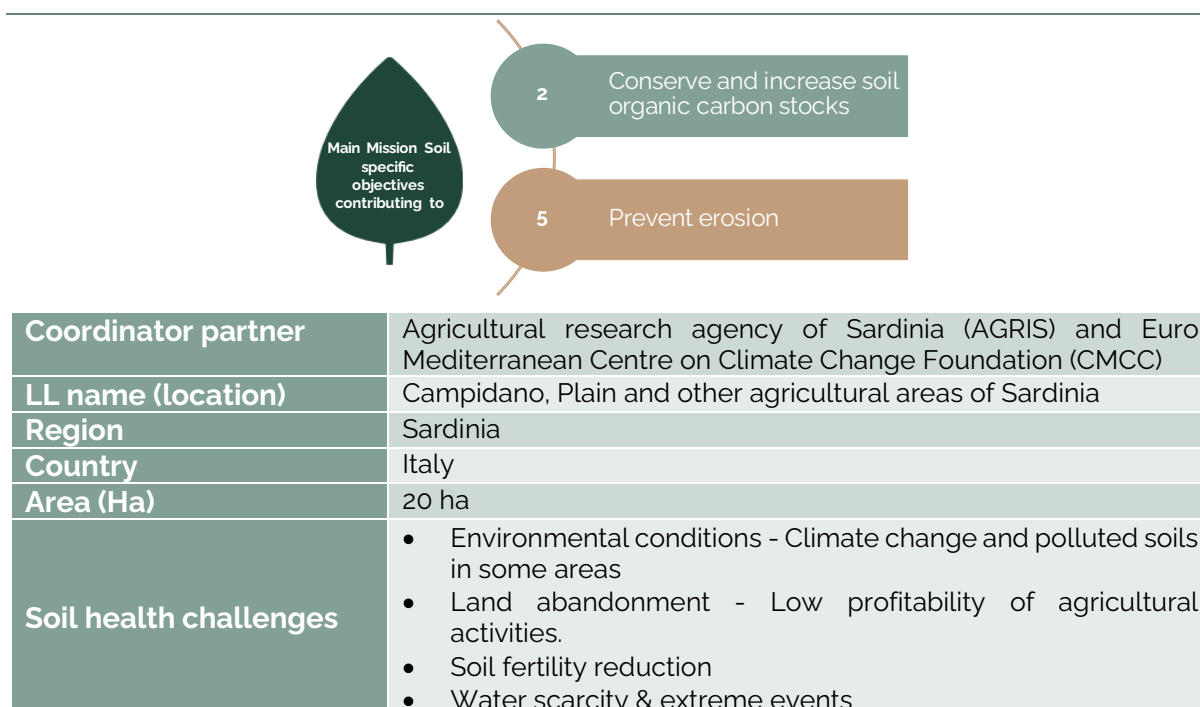 Main Mission Soil
specific
objectives
contributing to
2
Conserve and increase soil
organic carbon stocks
5
Prevent erosion
Coordinator partner
Agricultural research agency of Sardinia (AGRIS) and Euro
Mediterranean Centre on Climate Change Foundation (CMCC)
LL name (location)
Campidano, Plain and other agricultural areas of Sardinia
Region
Sardinia
Country
Italy
Area (Ha)
20 ha
Soil health challenges
• Environmental conditions - Climate change and polluted soils
in some areas
• Land abandonment - Low profitability of agricultural
activities.
• Soil fertility reduction
• Water scarcity & extreme events